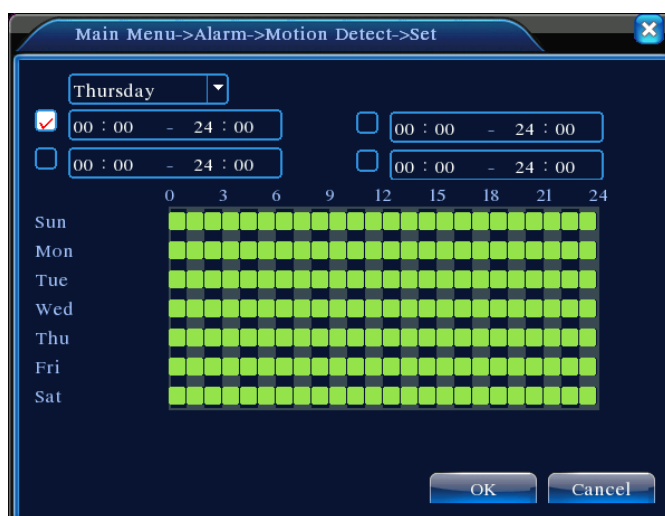 Main Menu->Alarm->Motion Detect->Set
Thursday
00 : 00 - 24 : 00 00 : 00 - 24 : 00
00 : 00 - 24 : 00 00 : 00 - 24 : 00
0 3 6 9 12 15 18 21 24
Sun
Mon
Tue
Wed
Thu
Fri
Sat
OK Cancel